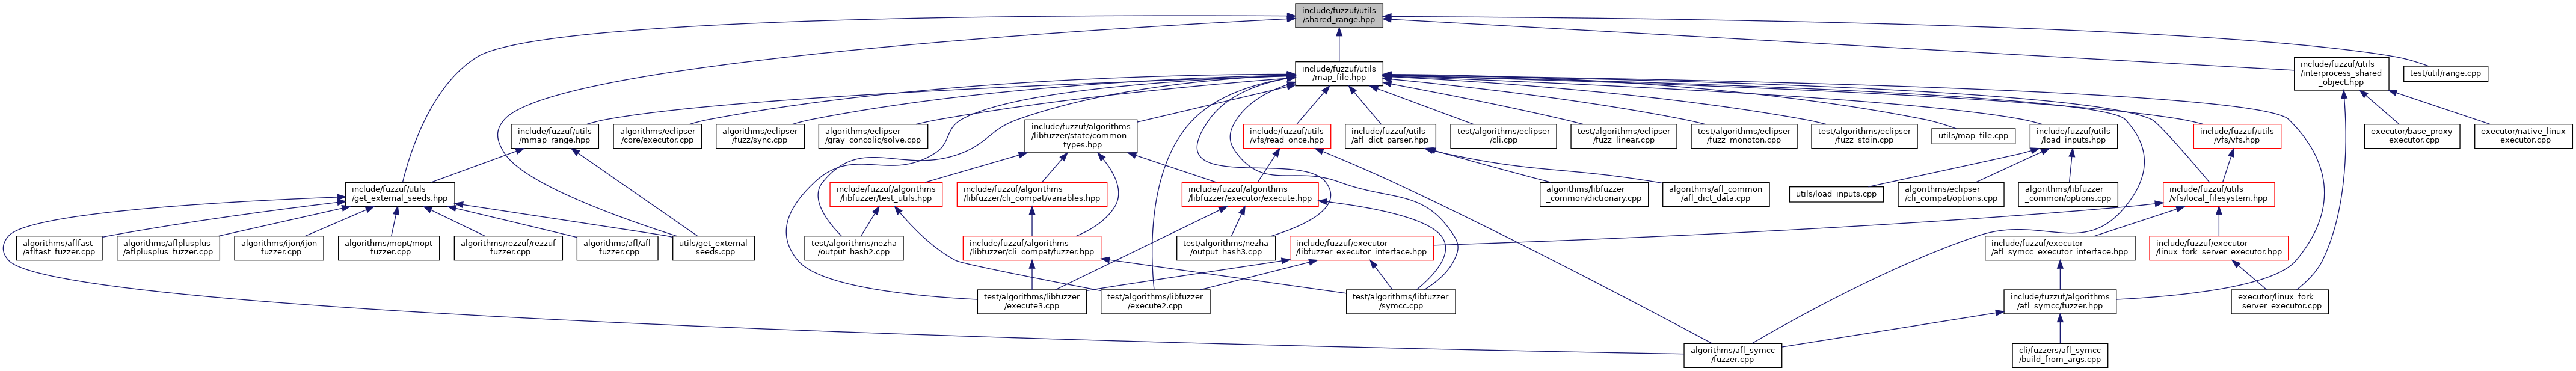 include/fuzzuf/utils
/shared_range.hpp
include/fuzzuf/utils
/map_file.hpp
include/fuzzuf/utils
/interprocess_shared
_object.hpp
test/util/range.cpp
include/fuzzuf/utils
/mmap_range.hpp
algorithms/eclipser
/core/executor.cpp
algorithms/eclipser
/fuzz/sync.cpp
algorithms/eclipser
/gray_concolic/solve.cpp
include/fuzzuf/algorithms
/libfuzzer/state/common
_types.hpp
include/fuzzuf/utils
/vfs/read_once.hpp
include/fuzzuf/utils
/afl_dict_parser.hpp
test/algorithms/eclipser
/cli.cpp
test/algorithms/eclipser
/fuzz_linear.cpp
test/algorithms/eclipser
/fuzz_monoton.cpp
test/algorithms/eclipser
/fuzz_stdin.cpp
utils/map_file.cpp
include/fuzzuf/utils
/load_inputs.hpp
include/fuzzuf/utils
/vfs/vfs.hpp
executor/base_proxy
_executor.cpp
executor/native_linux
_executor.cpp
include/fuzzuf/utils
/get_external_seeds.hpp
include/fuzzuf/algorithms
/libfuzzer/test_utils.hpp
include/fuzzuf/algorithms
/libfuzzer/cli_compat/variables.hpp
include/fuzzuf/algorithms
/libfuzzer/executor/execute.hpp
algorithms/libfuzzer
_common/dictionary.cpp
algorithms/afl_common
/afl_dict_data.cpp
utils/load_inputs.cpp
algorithms/eclipser
/cli_compat/options.cpp
algorithms/libfuzzer
_common/options.cpp
include/fuzzuf/utils
/vfs/local_filesystem.hpp
algorithms/aflfast
/aflfast_fuzzer.cpp
algorithms/aflplusplus
/aflplusplus_fuzzer.cpp
algorithms/ijon/ijon
_fuzzer.cpp
algorithms/mopt/mopt
_fuzzer.cpp
algorithms/rezzuf/rezzuf
_fuzzer.cpp
algorithms/afl/afl
_fuzzer.cpp
utils/get_external
_seeds.cpp
test/algorithms/nezha
/output_hash2.cpp
include/fuzzuf/algorithms
/libfuzzer/cli_compat/fuzzer.hpp
test/algorithms/nezha
/output_hash3.cpp
include/fuzzuf/executor
/libfuzzer_executor_interface.hpp
include/fuzzuf/executor
/afl_symcc_executor_interface.hpp
include/fuzzuf/executor
/linux_fork_server_executor.hpp
test/algorithms/libfuzzer
/execute3.cpp
test/algorithms/libfuzzer
/execute2.cpp
test/algorithms/libfuzzer
/symcc.cpp
include/fuzzuf/algorithms
/afl_symcc/fuzzer.hpp
executor/linux_fork
_server_executor.cpp
algorithms/afl_symcc
/fuzzer.cpp
cli/fuzzers/afl_symcc
/build_from_args.cpp